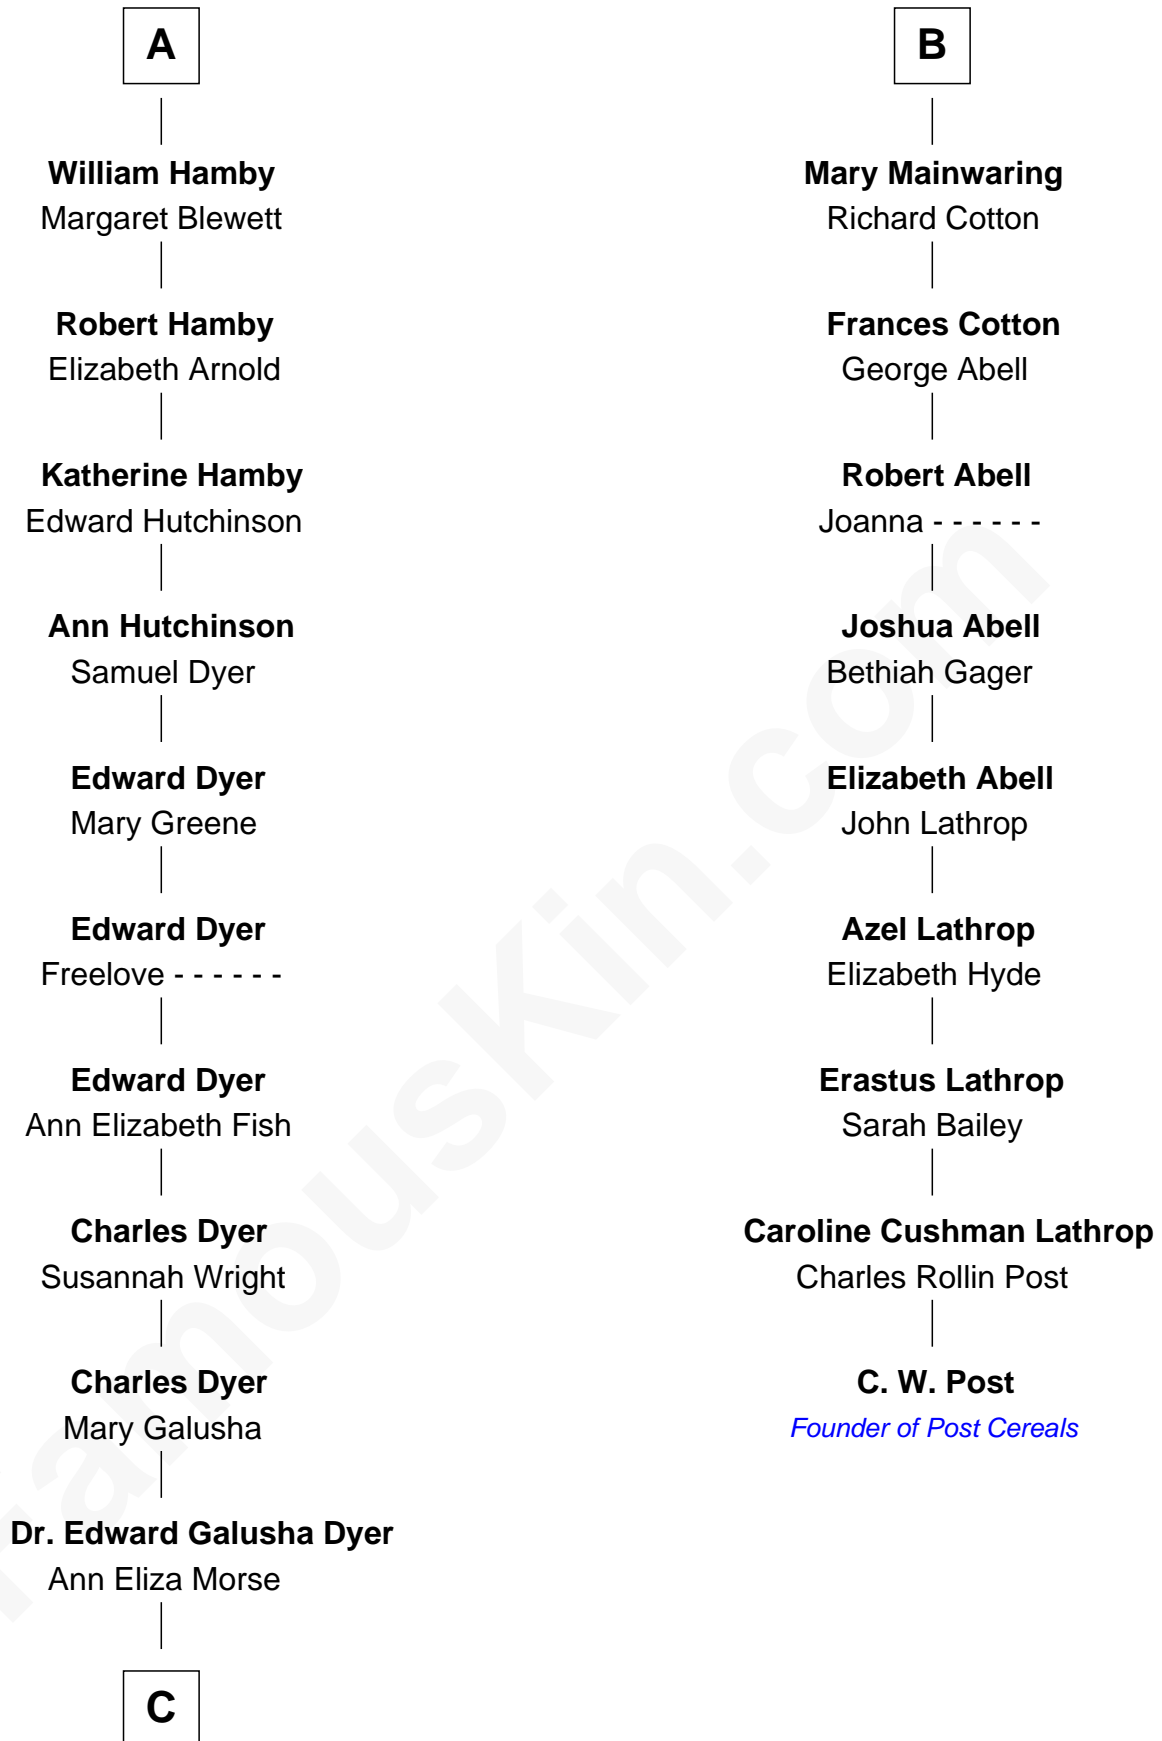 A
William Hamby
Margaret Blewett
Robert Hamby
Elizabeth Arnold
Katherine Hamby
Edward Hutchinson
Ann Hutchinson
Samuel Dyer
Edward Dyer
Mary Greene
Edward Dyer
Freelove - - - - - -
Edward Dyer
Ann Elizabeth Fish
Charles Dyer
Susannah Wright
Charles Dyer
Mary Galusha
Dr. Edward Galusha Dyer
Ann Eliza Morse
C
B
Mary Mainwaring
Richard Cotton
Frances Cotton
George Abell
Robert Abell
Joanna - - - - - -
Joshua Abell
Bethiah Gager
Elizabeth Abell
John Lathrop
Azel Lathrop
Elizabeth Hyde
Erastus Lathrop
Sarah Bailey
Caroline Cushman Lathrop
Charles Rollin Post
C. W. Post
Founder of Post Cereals
FamousKin.com